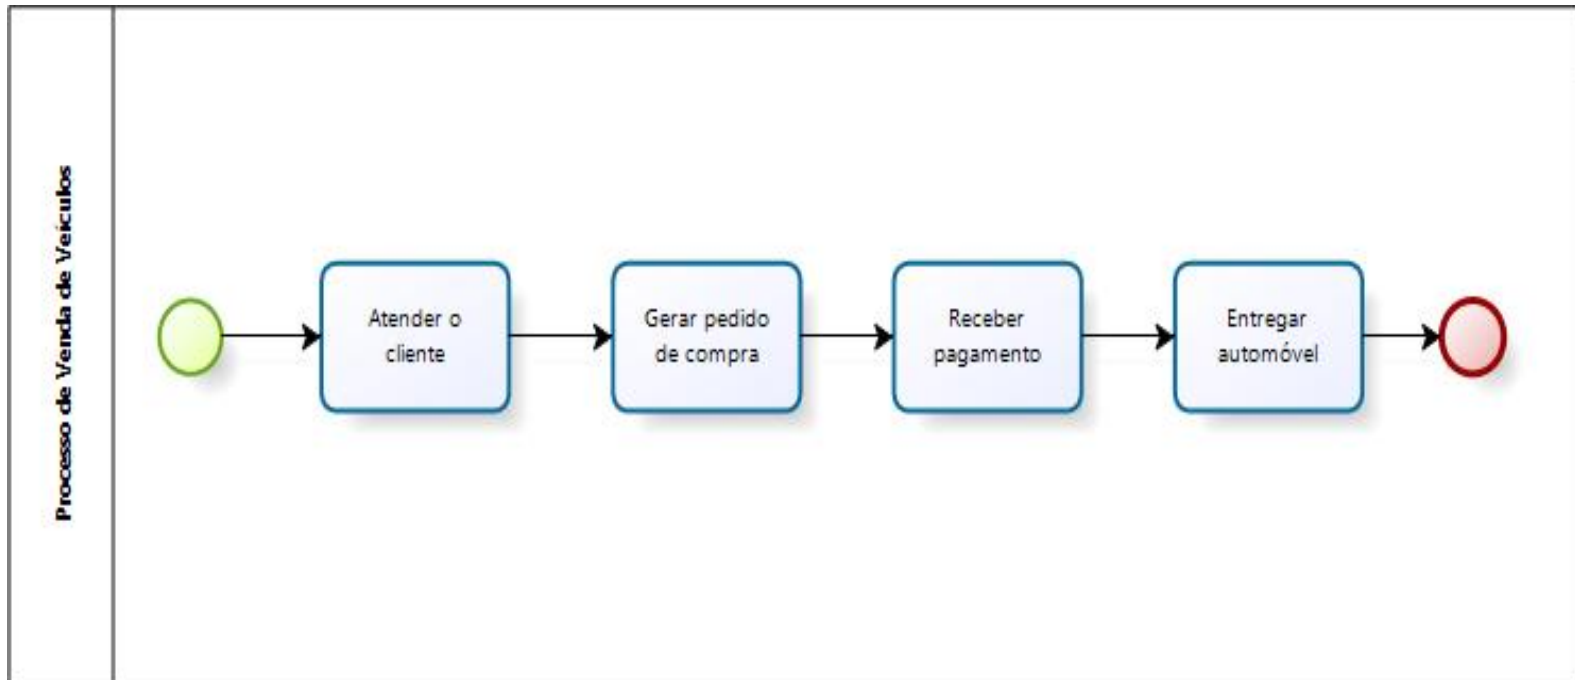 Processo de Venda de Veículos
Atender o
cliente
Gerar pedido
de compra
Receber
pagamento
Entregar
automóvel